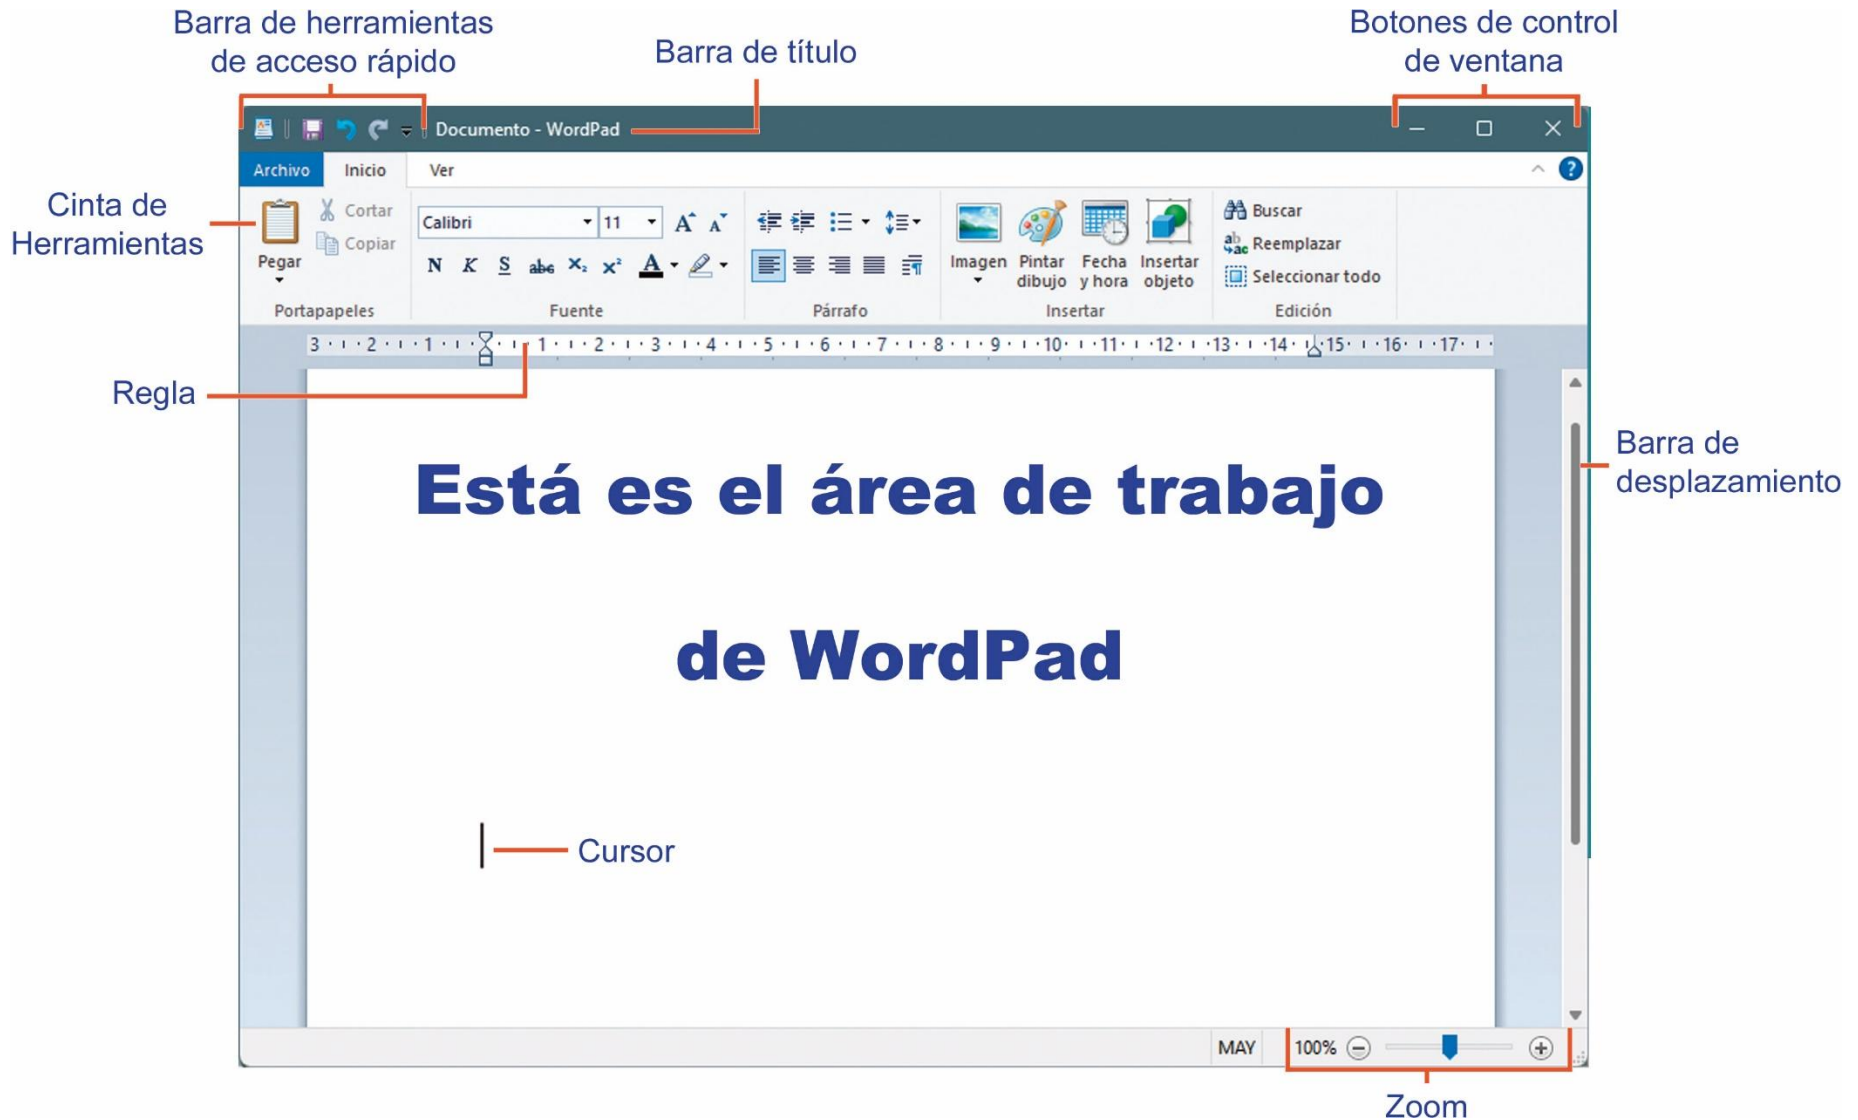 Barra de herramientas
de acceso rápido
Barra de título
Botones de control
de ventana
Documento - WordPad
Archivo Inicio Ver
Cinta de
Herramientas
Pegar
Cortar
Copiar
Portapapeles
Calibri 11 A A
N K S abc X₂ X² A
Fuente
Párrafo
Imagen
Pintar
dibujo
Fecha
y hora
Insertar
objeto
Insertar
Buscar
Reemplazar
Seleccionar todo
Edición
3 2 1 1 2 3 4 5 6 7 8 9 10 11 12 13 14 15 16 17
Regla
Está es el área de trabajo
de WordPad
Barra de
desplazamiento
Cursor
MAY 100%
Zoom